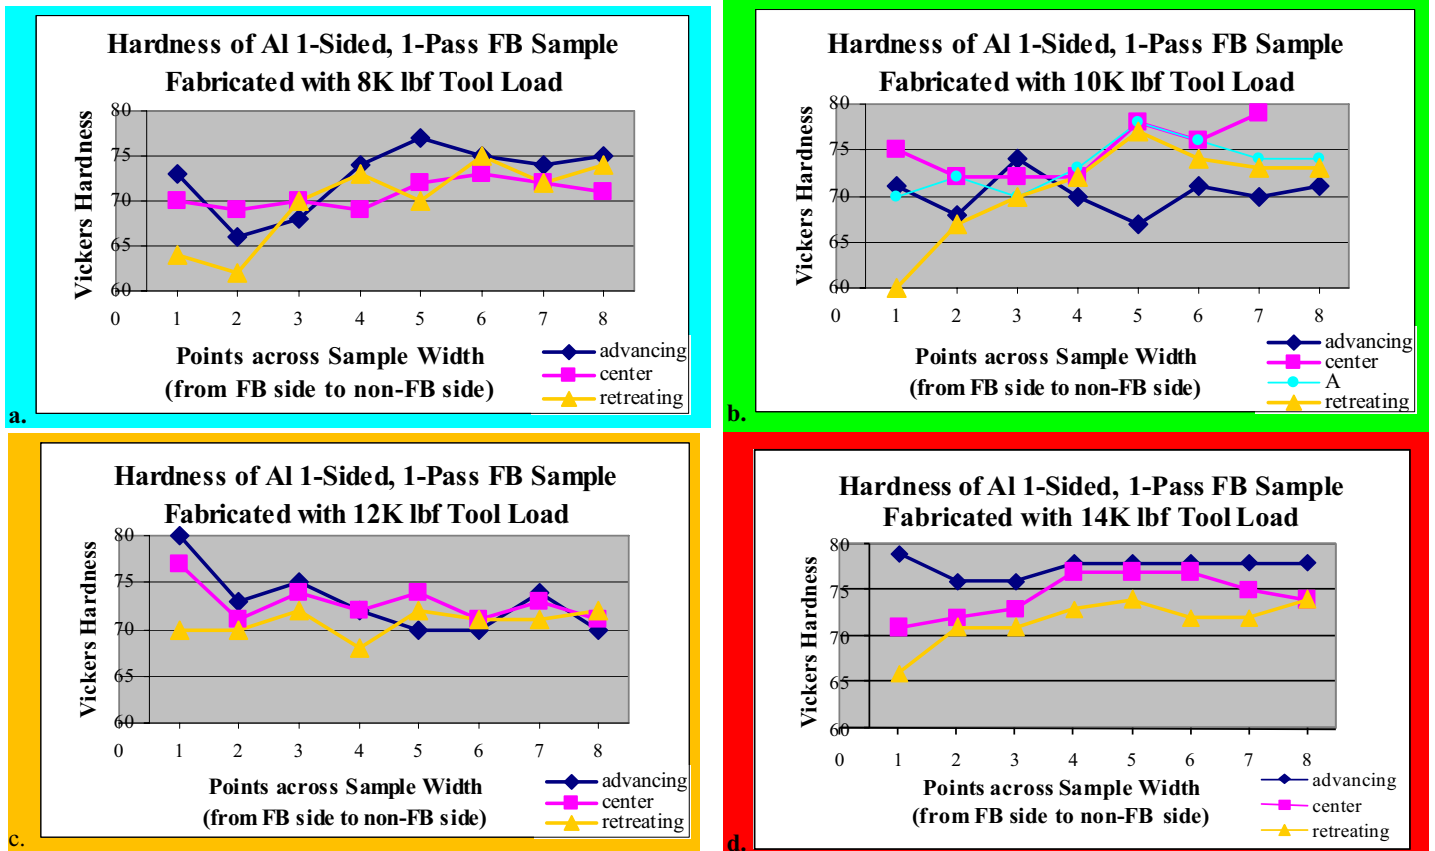 Hardness of Al 1-Sided, 1-Pass FB Sample
Fabricated with 8K lbf Tool Load
80
75
70
65
60
Vickers Hardness
0 1 2 3 4 5 6 7 8
Points across Sample Width
(from FB side to non-FB side)
advancing
center
retreating
a.
Hardness of Al 1-Sided, 1-Pass FB Sample
Fabricated with 10K lbf Tool Load
80
75
70
65
60
Vickers Hardness
0 1 2 3 4 5 6 7 8
Points across Sample Width
(from FB side to non-FB side)
advancing
center
A
retreating
b.
Hardness of Al 1-Sided, 1-Pass FB Sample
Fabricated with 12K lbf Tool Load
80
75
70
65
60
Vickers Hardness
0 1 2 3 4 5 6 7 8
Points across Sample Width
(from FB side to non-FB side)
advancing
center
retreating
c.
Hardness of Al 1-Sided, 1-Pass FB Sample
Fabricated with 14K lbf Tool Load
80
75
70
65
60
Vickers Hardness
0 1 2 3 4 5 6 7 8
Points across Sample Width
(from FB side to non-FB side)
advancing
center
retreating
d.